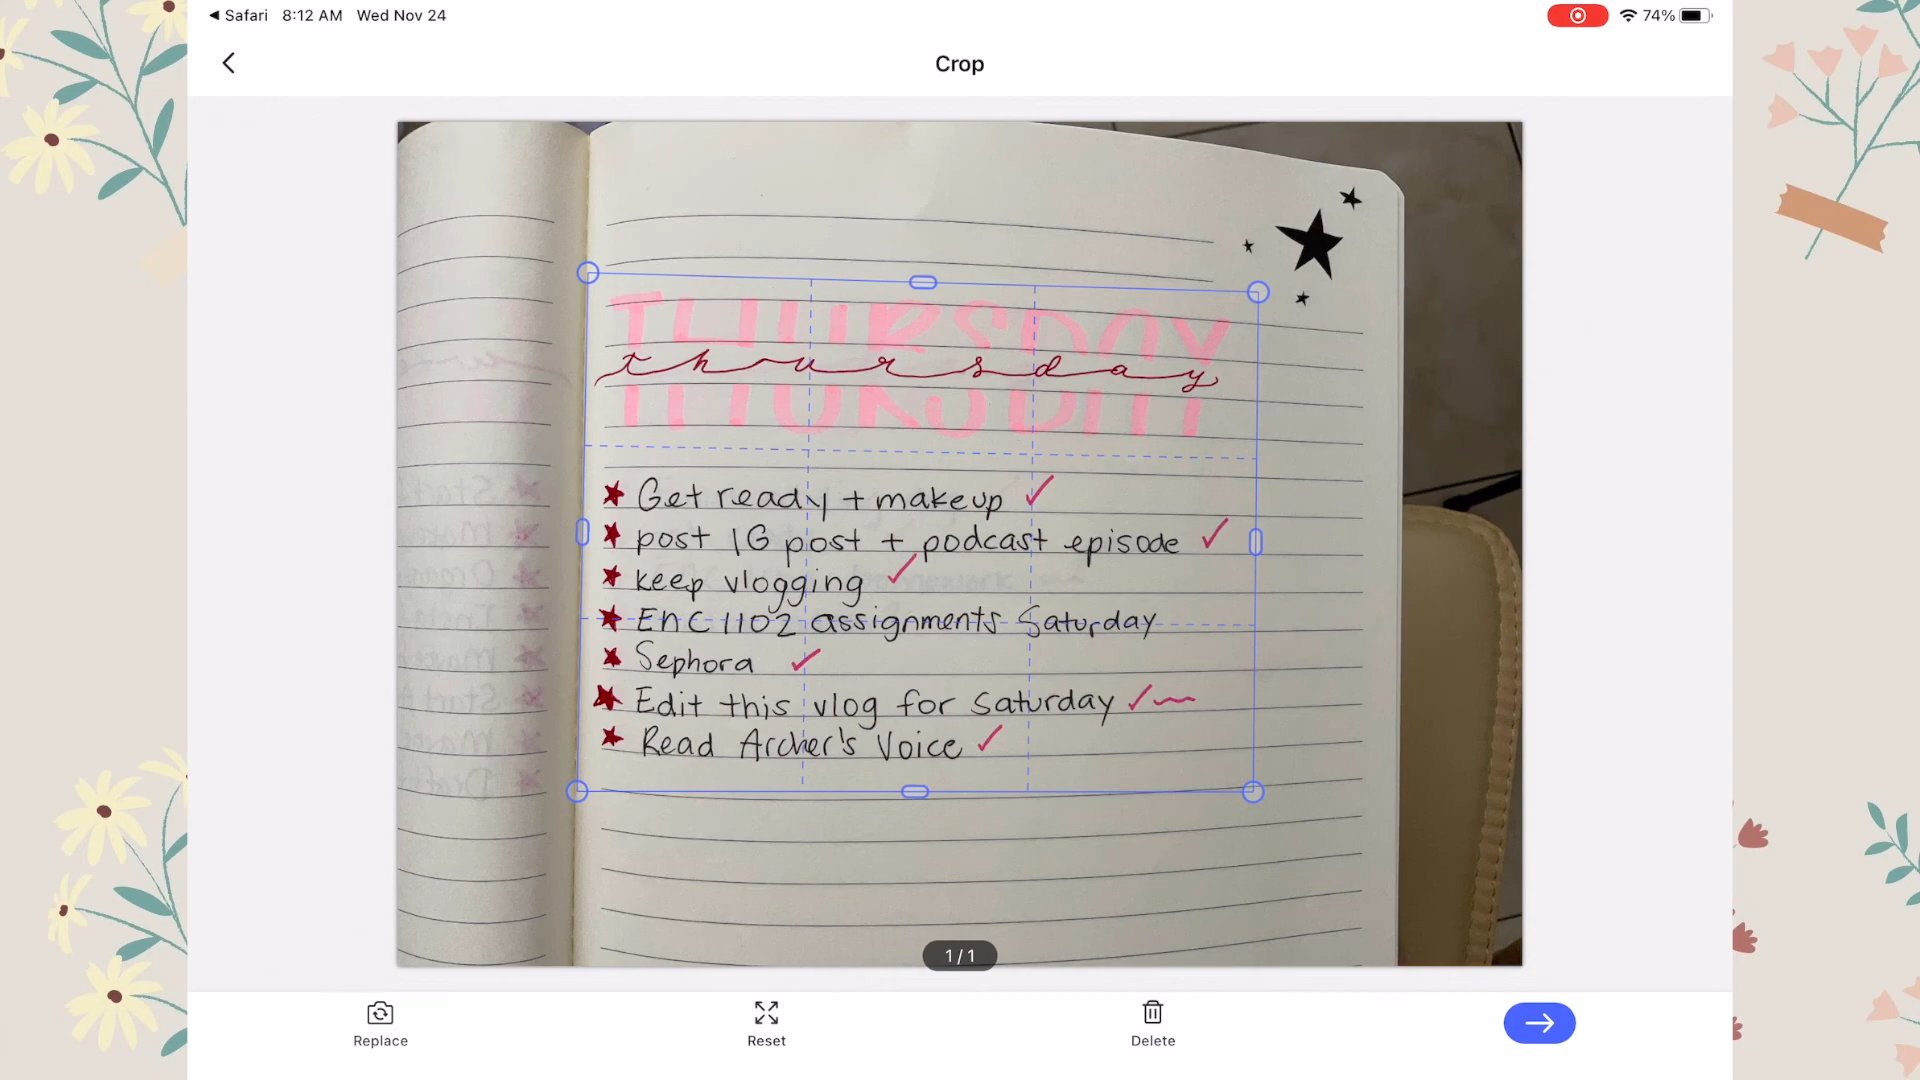 Safari 8:12 AM Wed Nov 24 74%
Crop
THURSDAY
thursday
Get ready + makeup
post IG post + podcast episode
keep vlogging
ENC 1102 assignments Saturday
Sephora
Edit this vlog for Saturday
Read Archer's Voice
1/1
Replace Reset Delete